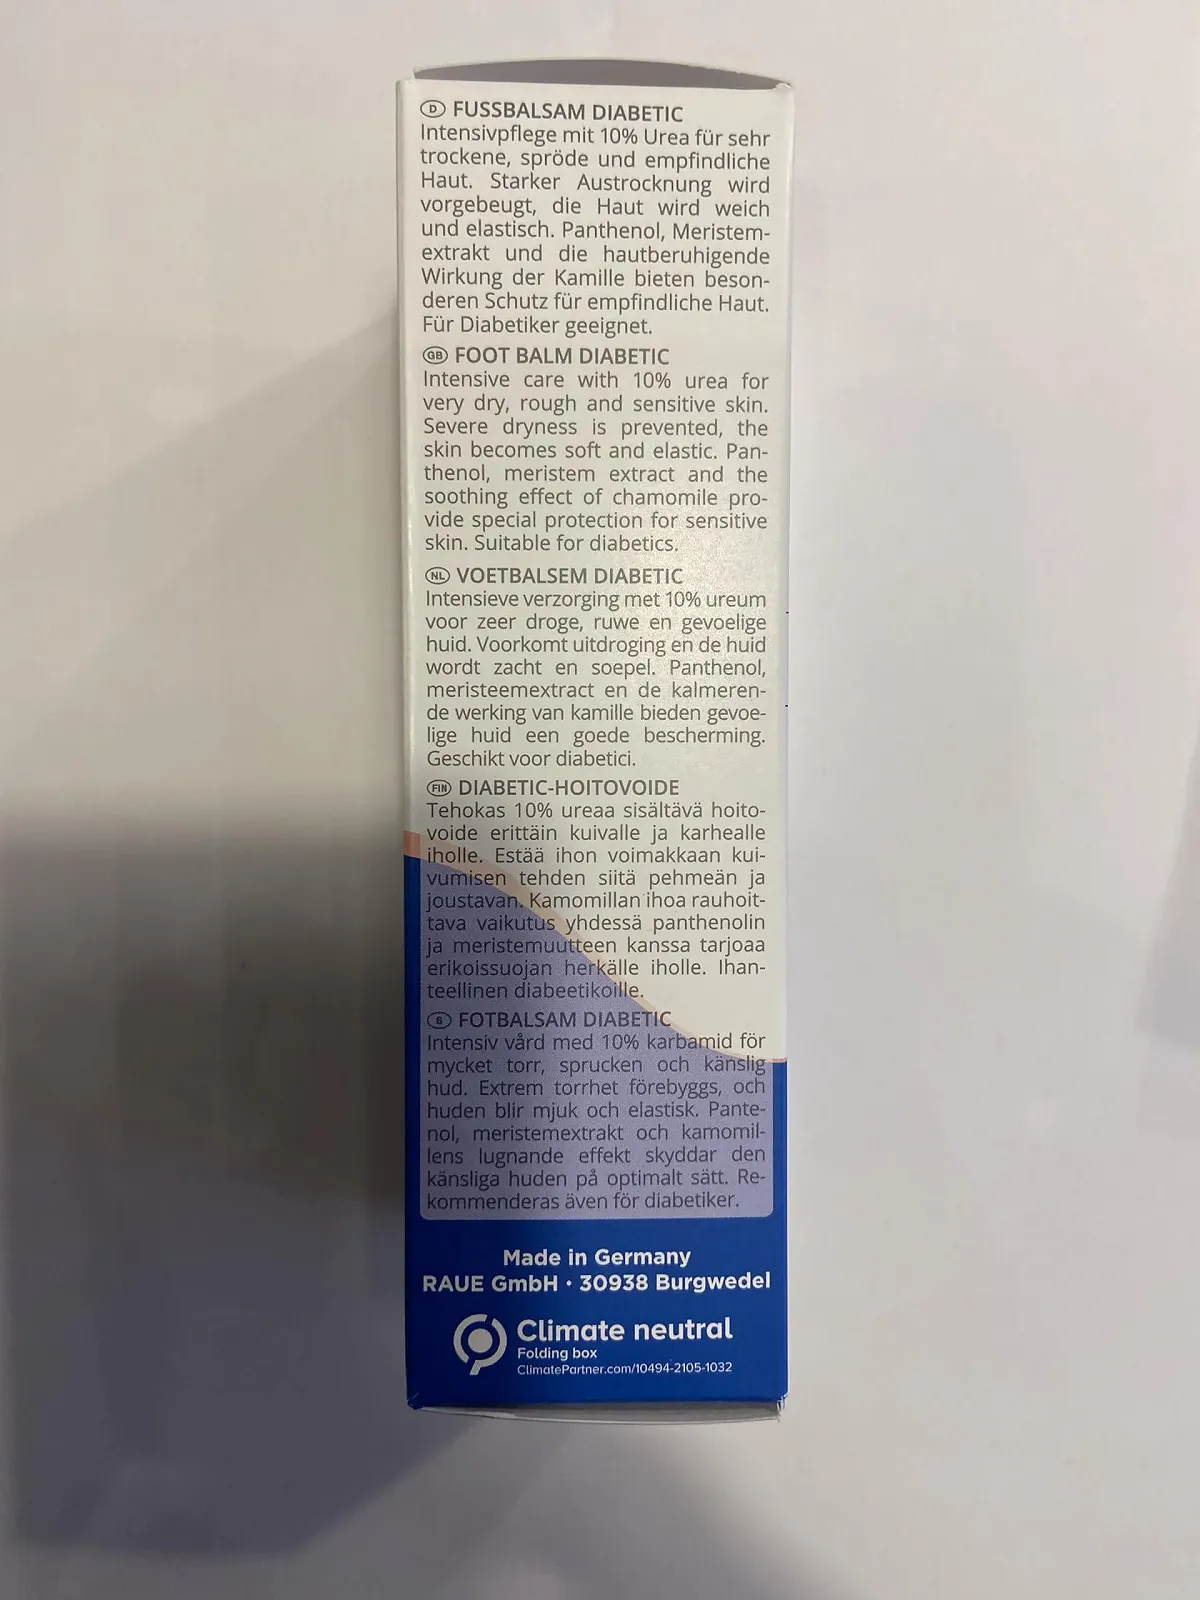 D FUSSBALSAM DIABETIC
Intensivpflege mit 10% Urea für sehr
trockene, spröde und empfindliche
Haut. Starker Austrocknung wird
vorgebeugt, die Haut wird weich
und elastisch. Panthenol, Meristem-
extrakt und die hautberuhigende
Wirkung der Kamille bieten beson-
deren Schutz für empfindliche Haut.
Für Diabetiker geeignet.
GB FOOT BALM DIABETIC
Intensive care with 10% urea for
very dry, rough and sensitive skin.
Severe dryness is prevented, the
skin becomes soft and elastic. Pan-
thenol, meristem extract and the
soothing effect of chamomile pro-
vide special protection for sensitive
skin. Suitable for diabetics.
NL VOETBALSEM DIABETIC
Intensieve verzorging met 10% ureum
voor zeer droge, ruwe en gevoelige
huid. Voorkomt uitdroging en de huid
wordt zacht en soepel. Panthenol,
meristeemextract en de kalmeren-
de werking van kamille bieden gevoe-
lige huid een goede bescherming.
Geschikt voor diabetici.
FIN DIABETIC-HOITOVOIDE
Tehokas 10% ureaa sisältävä hoito-
voide erittäin kuivalle ja karhealle
iholle. Estää ihon voimakkaan kui-
vumisen tehden siitä pehmeän ja
joustavan. Kamomillan ihoa rauhoit-
tava vaikutus yhdessä panthenolin
ja meristemuutteen kanssa tarjoaa
erikoissuojan herkälle iholle. Ihan-
teellinen diabeetikoille.
S FOTBALSAM DIABETIC
Intensiv vård med 10% karbamid för
mycket torr, sprucken och känslig
hud. Extrem torrhet förebyggs, och
huden blir mjuk och elastisk. Pante-
nol, meristemextrakt och kamomil-
lens lugnande effekt skyddar den
känsliga huden på optimalt sätt. Re-
kommenderas även för diabetiker.
Made in Germany
RAUE GmbH • 30938 Burgwedel
Climate neutral
Folding box
ClimatePartner.com/10494-2105-1032